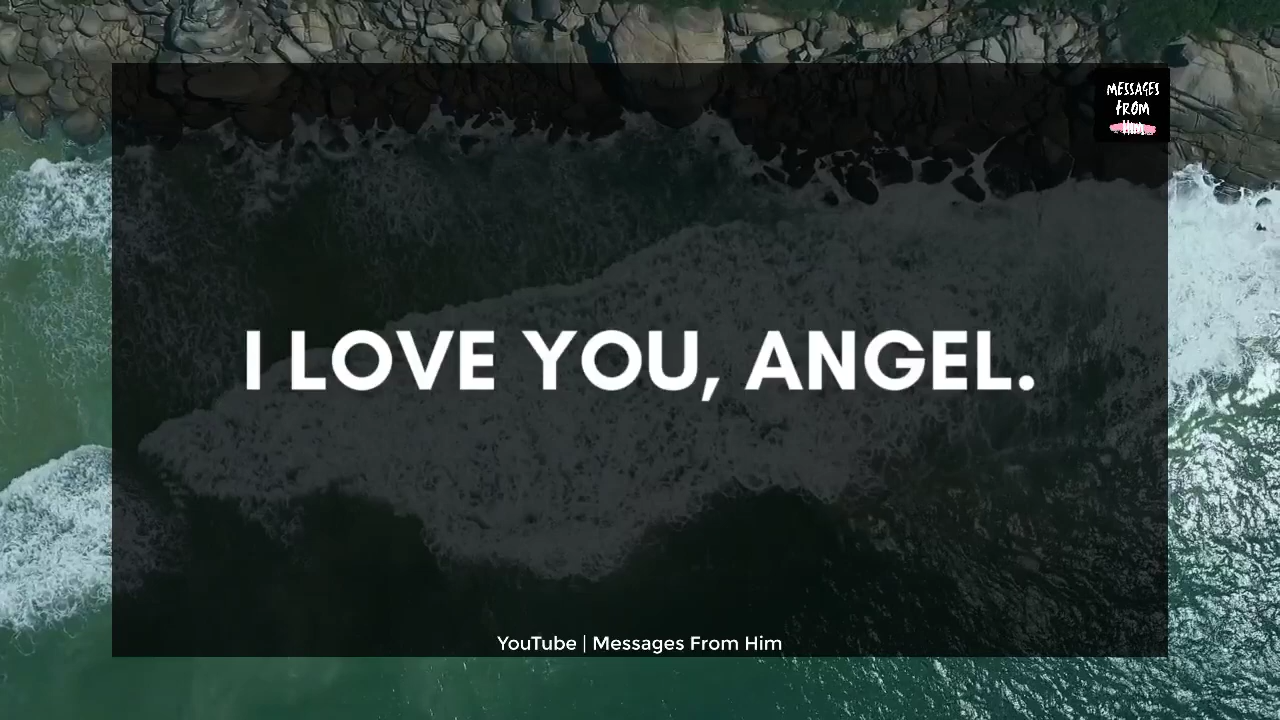 MESSAGES
FROM
HIM
I LOVE YOU, ANGEL.
YouTube | Messages From Him